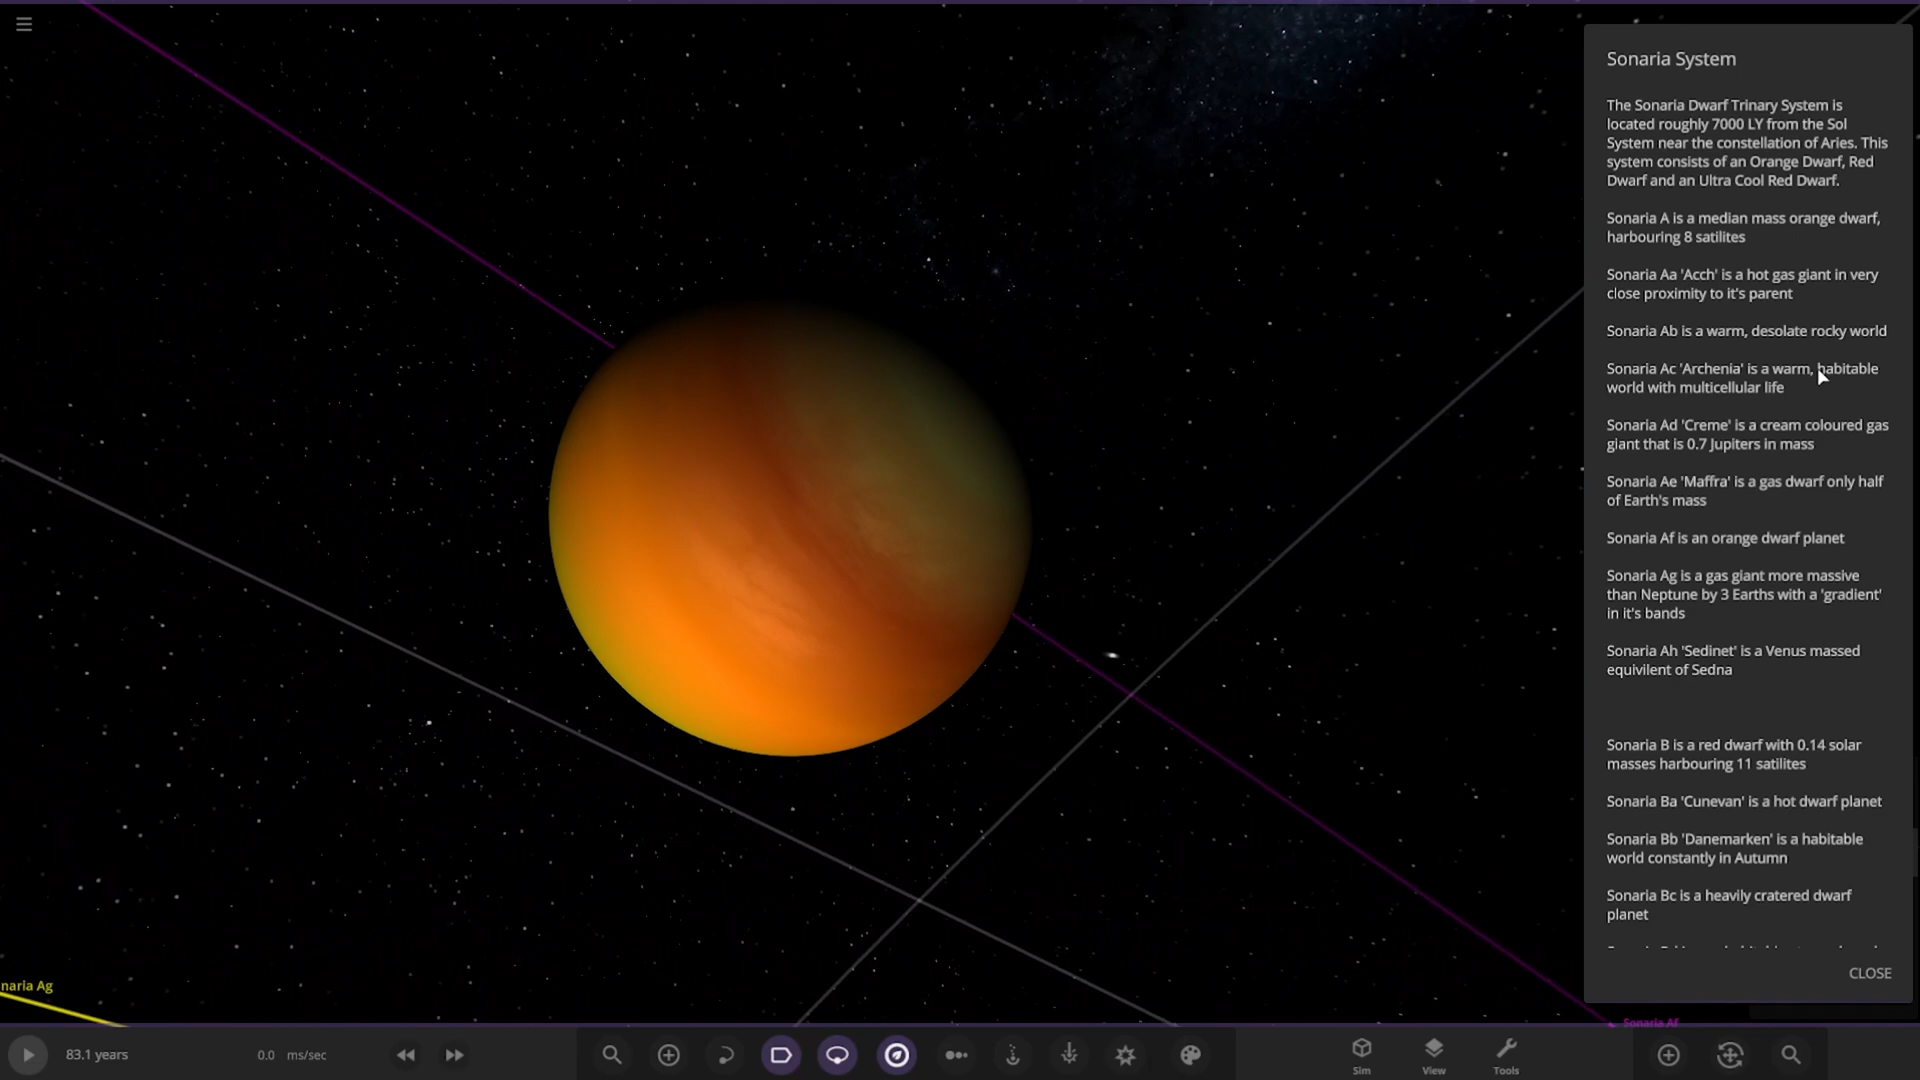 Sonaria System
The Sonaria Dwarf Trinary System is
located roughly 7000 LY from the Sol
System near the constellation of Aries. This
system consists of an Orange Dwarf, Red
Dwarf and an Ultra Cool Red Dwarf.
Sonaria A is a median mass orange dwarf,
harbouring 8 satilites
Sonaria Aa 'Acch' is a hot gas giant in very
close proximity to it's parent
Sonaria Ab is a warm, desolate rocky world
Sonaria Ac 'Archenia' is a warm, habitable
world with multicellular life
Sonaria Ad 'Creme' is a cream coloured gas
giant that is 0.7 Jupiters in mass
Sonaria Ae 'Maffra' is a gas dwarf only half
of Earth's mass
Sonaria Af is an orange dwarf planet
Sonaria Ag is a gas giant more massive
than Neptune by 3 Earths with a 'gradient'
in it's bands
Sonaria Ah 'Sedinet' is a Venus massed
equivilent of Sedna
Sonaria B is a red dwarf with 0.14 solar
masses harbouring 11 satilites
Sonaria Ba 'Cunevan' is a hot dwarf planet
Sonaria Bb 'Danemarken' is a habitable
world constantly in Autumn
Sonaria Bc is a heavily cratered dwarf
planet
CLOSE
naria Ag
Sonaria Af
83.1 years
0.0 ms/sec
Sim
View
Tools